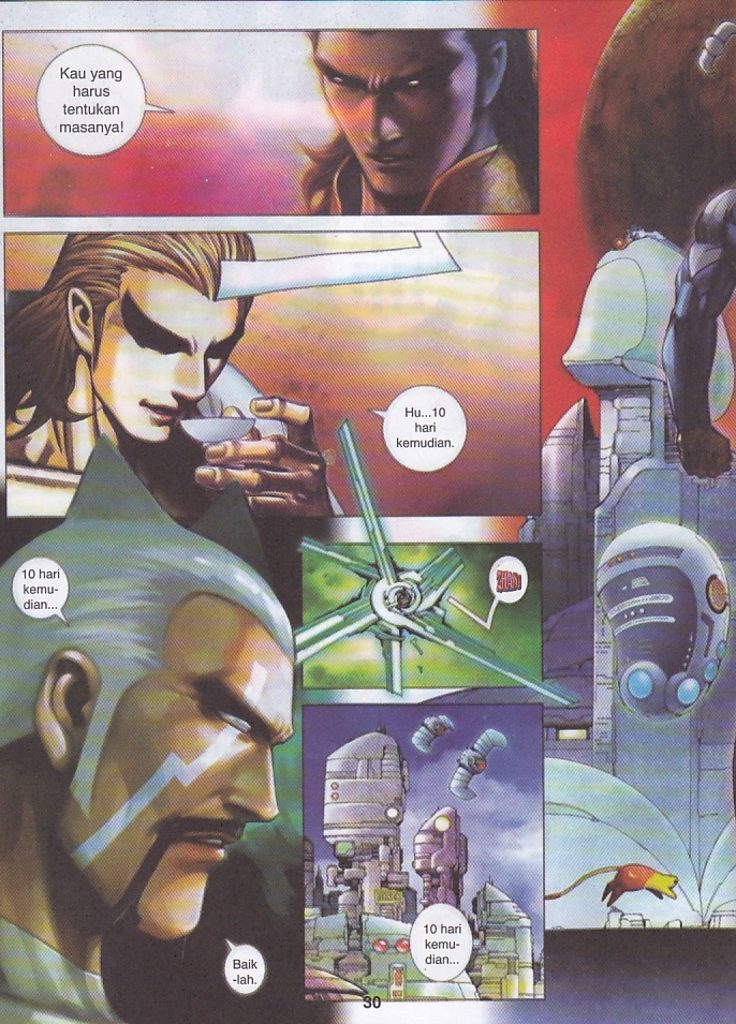 Kau yang
harus
tentukan
masanya!
Hu...10
hari
kemudian.
10 hari
kemu-
dian...
Baik
-lah.
10 hari
kemu-
dian...
30